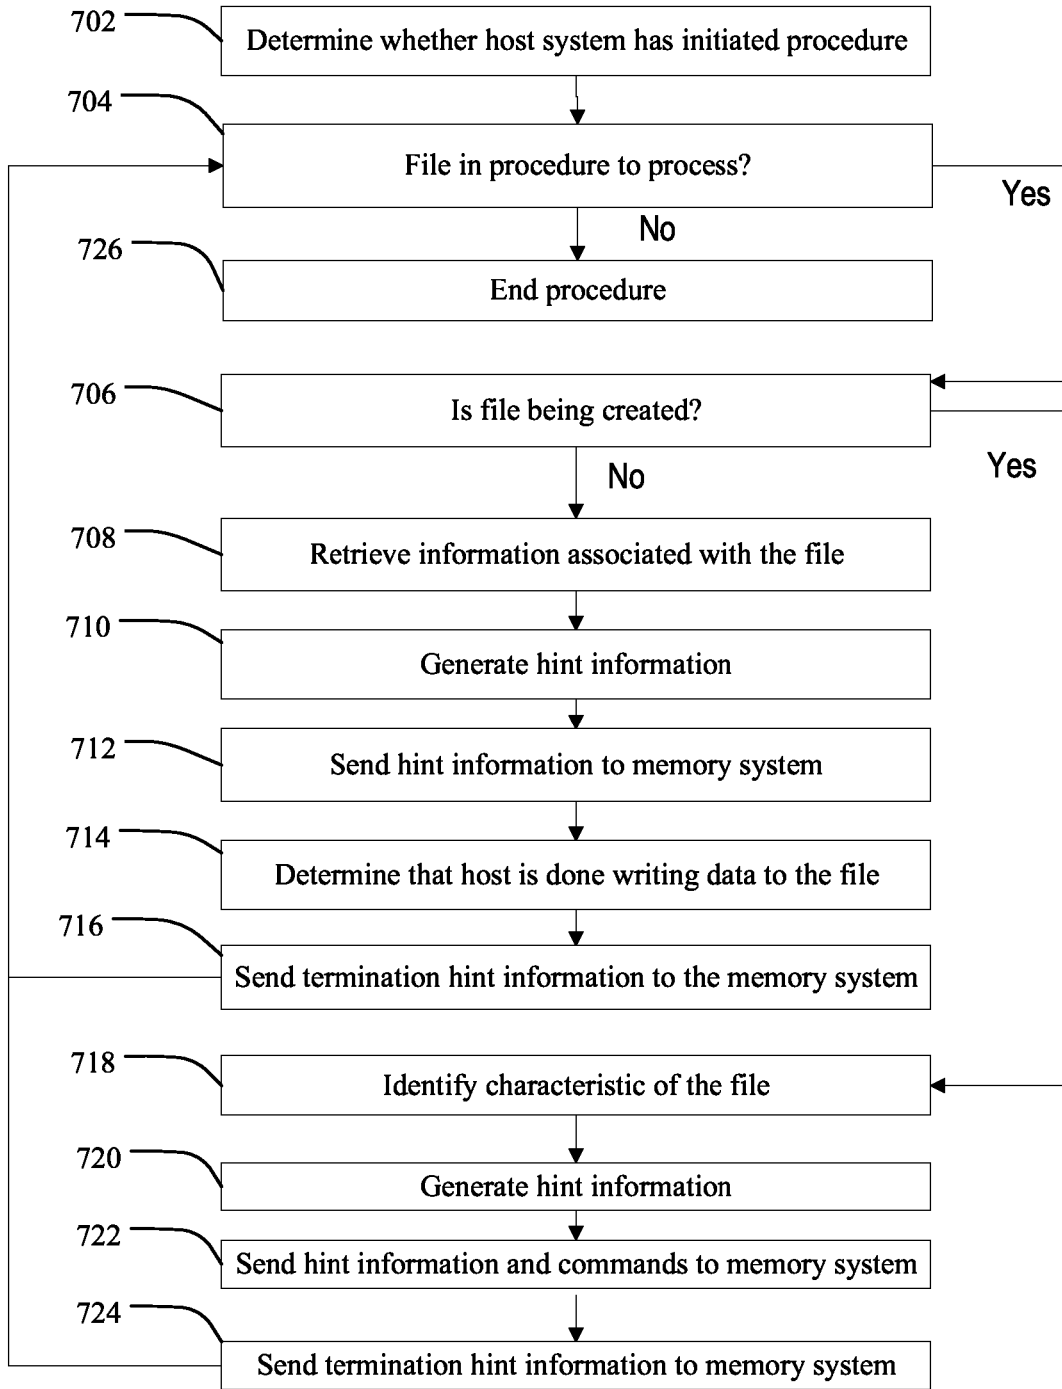 702
Determine whether host system has initiated procedure
704
File in procedure to process?
Yes
No
726
End procedure
706
Is file being created?
Yes
No
708
Retrieve information associated with the file
710
Generate hint information
712
Send hint information to memory system
714
Determine that host is done writing data to the file
716
Send termination hint information to the memory system
718
Identify characteristic of the file
720
Generate hint information
722
Send hint information and commands to memory system
724
Send termination hint information to memory system